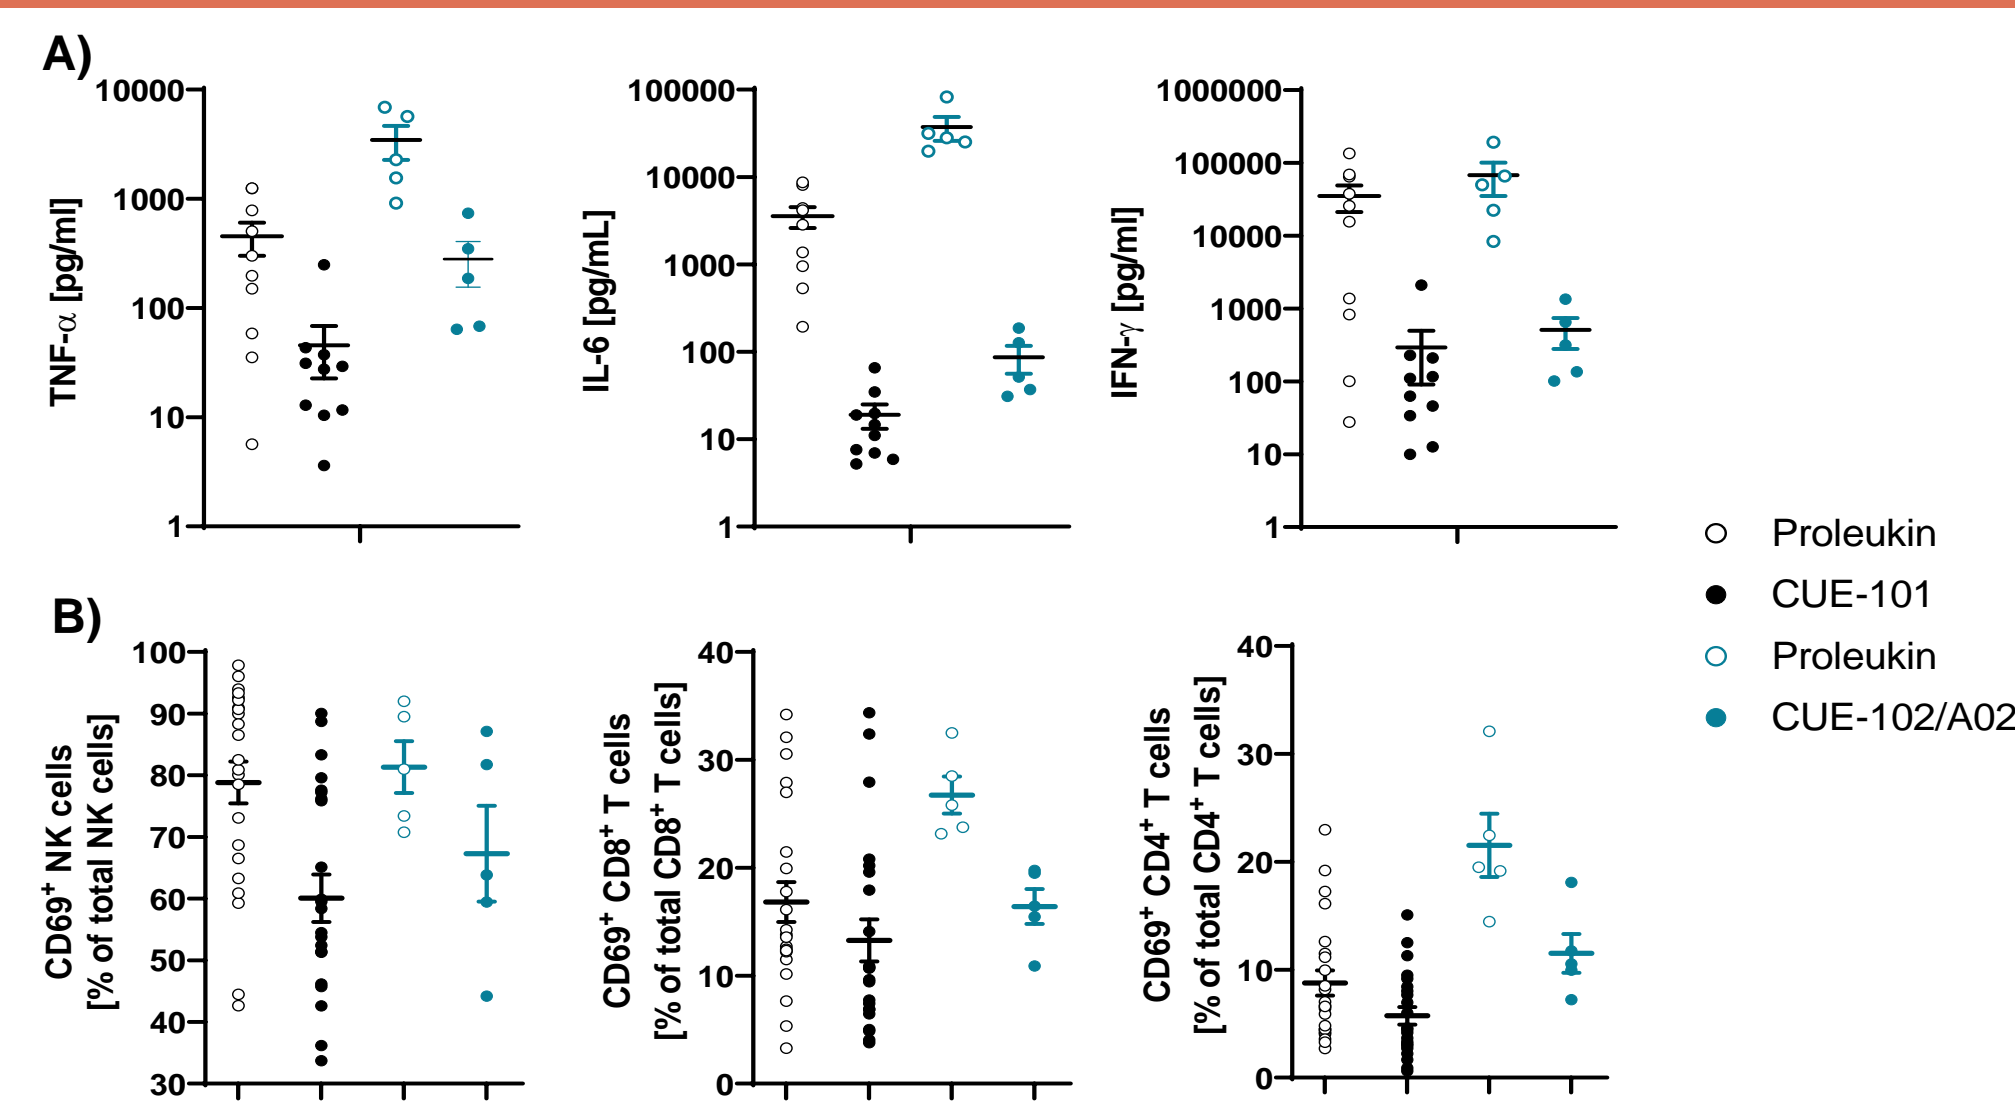 A)
TNF-α [pg/ml]
10000
1000
100
10
1
IL-6 [pg/mL]
100000
10000
1000
100
10
1
IFN-γ [pg/ml]
1000000
100000
10000
1000
100
10
1
Proleukin
CUE-101
Proleukin
CUE-102/A02
B)
CD69+ NK cells
[% of total NK cells]
100
90
80
70
60
50
40
30
CD69+ CD8+ T cells
[% of total CD8+ T cells]
40
30
20
10
0
CD69+ CD4+ T cells
[% of total CD4+ T cells]
40
30
20
10
0